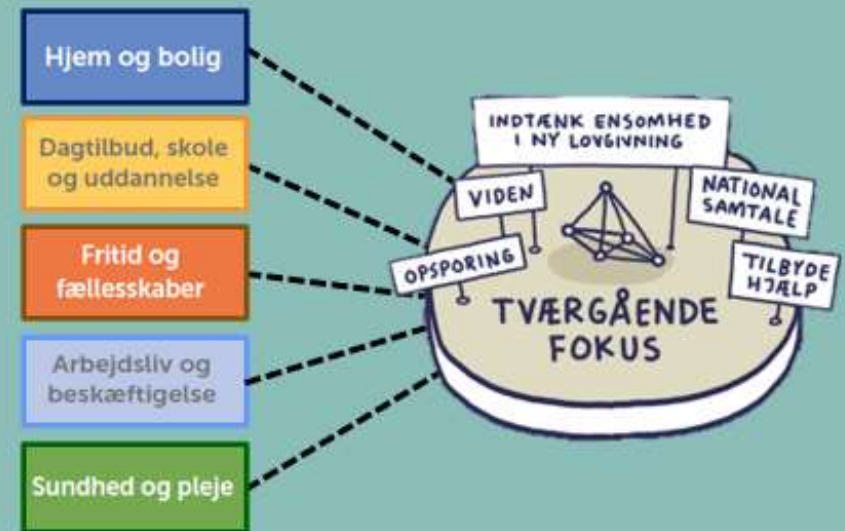 Hjem og bolig
Dagtilbud, skole
og uddannelse
Fritid og
fællesskaber
Arbejdsliv og
beskæftigelse
Sundhed og pleje
INDTÆNK ENSOMHED
I NY LOVGIVNING
VIDEN
NATIONAL
SAMTALE
OPSPORING
TILBYDE
HJÆLP
TVÆRGÅENDE
FOKUS